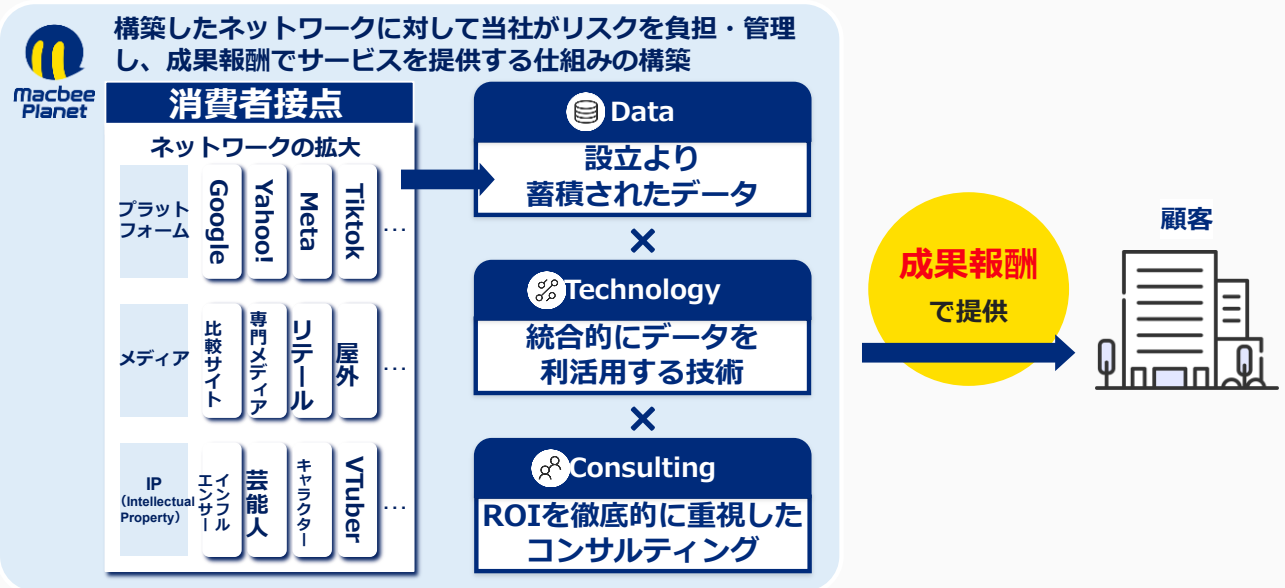 構築したネットワークに対して当社がリスクを負担・管理
し、成果報酬でサービスを提供する仕組みの構築
macbee
Planet
消費者接点
ネットワークの拡大
プラット
フォーム
Google
Yahoo!
Meta
Tiktok
…
メディア
比較サイト
専門メディア
リテール
屋外
…
IP
（Intellectual
Property）
インフル
エンサー
芸能人
キャラクター
VTuber
…
Data
設立より
蓄積されたデータ
×
Technology
統合的にデータを
利活用する技術
×
Consulting
ROIを徹底的に重視した
コンサルティング
成果報酬
で提供
顧客